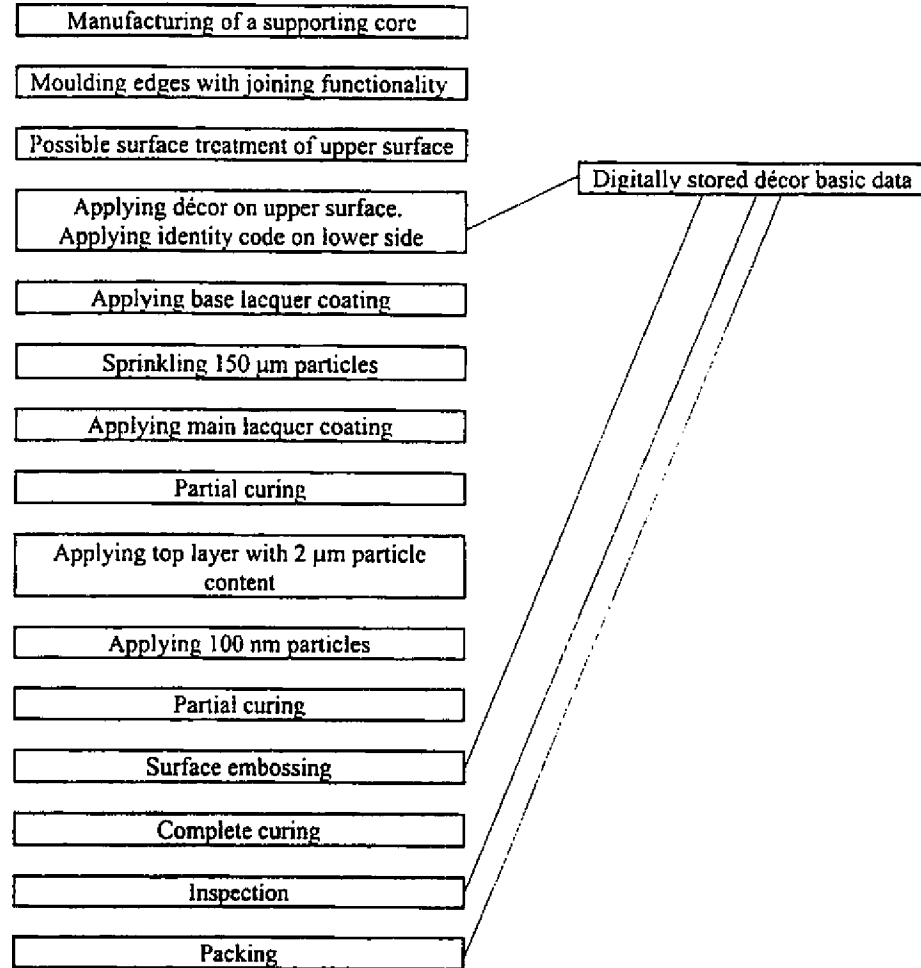 Manufacturing of a supporting core
Moulding edges with joining functionality
Possible surface treatment of upper surface
Digitally stored décor basic data
Applying décor on upper surface.
Applying identity code on lower side
Applying base lacquer coating
Sprinkling 150 µm particles
Applying main lacquer coating
Partial curing
Applying top layer with 2 µm particle
content
Applying 100 nm particles
Partial curing
Surface embossing
Complete curing
Inspection
Packing